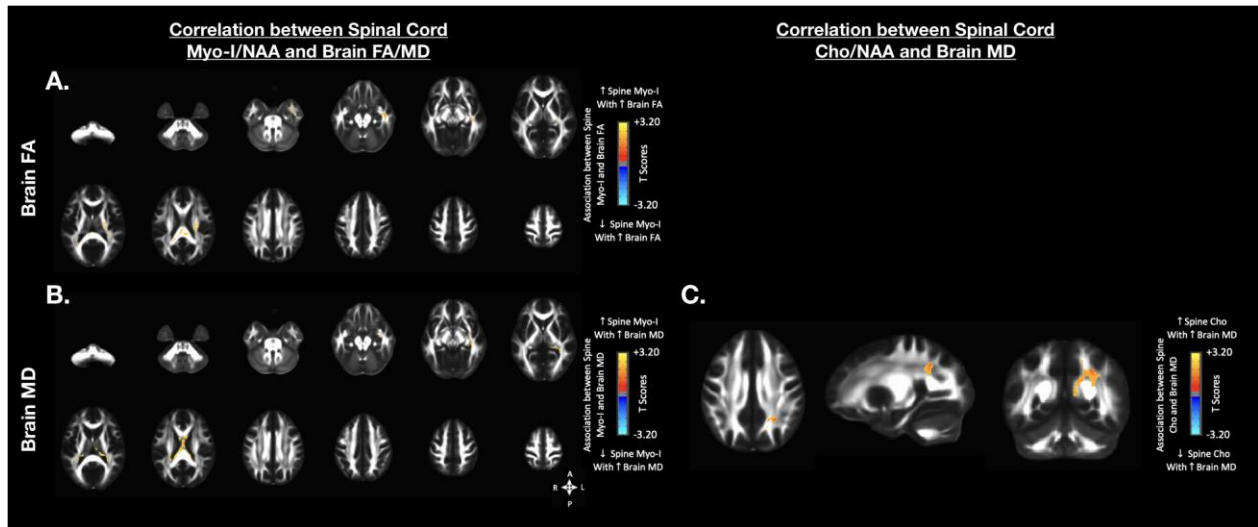 Correlation between Spinal Cord
Myo-I/NAA and Brain FA/MD
Correlation between Spinal Cord
Cho/NAA and Brain MD
A.
Brain FA
↑ Spine Myo-I
With ↑ Brain FA
Association between Spine
Myo-I and Brain FA
+3.20
T Scores
-3.20
↓ Spine Myo-I
With ↑ Brain FA
B.
Brain MD
↑ Spine Myo-I
With ↑ Brain MD
Association between Spine
Myo-I and Brain MD
+3.20
T Scores
-3.20
↓ Spine Myo-I
With ↑ Brain MD
A
R L
P
C.
↑ Spine Cho
With ↑ Brain MD
Association between Spine
Cho and Brain MD
+3.20
T Scores
-3.20
↓ Spine Cho
With ↑ Brain MD